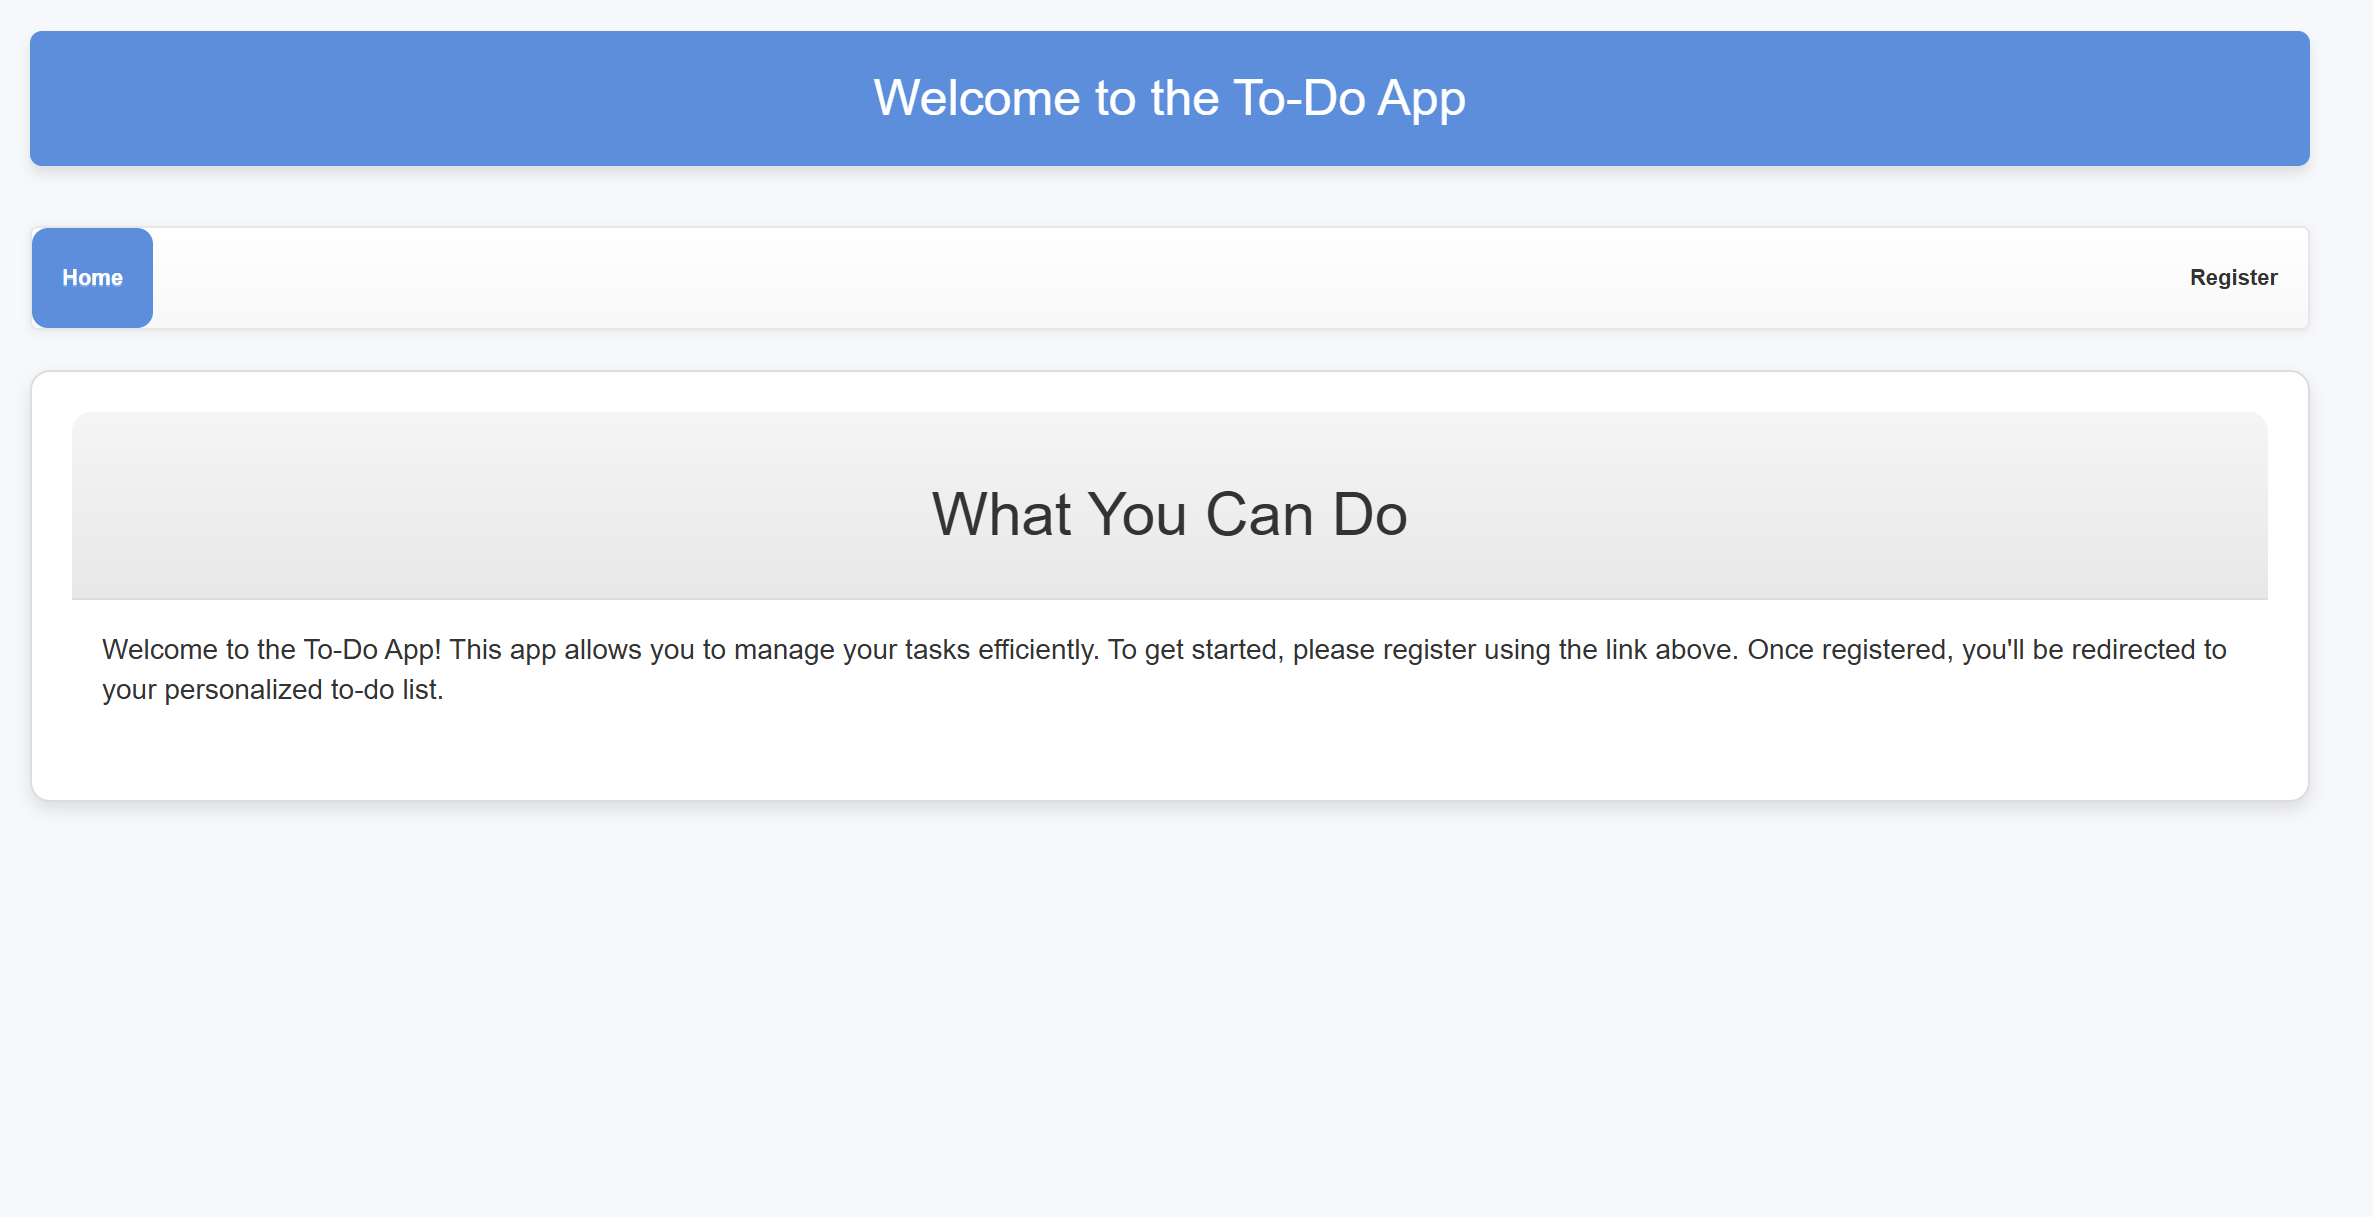 Welcome to the To-Do App
Home
Register
What You Can Do
Welcome to the To-Do App! This app allows you to manage your tasks efficiently. To get started, please register using the link above. Once registered, you'll be redirected to
your personalized to-do list.